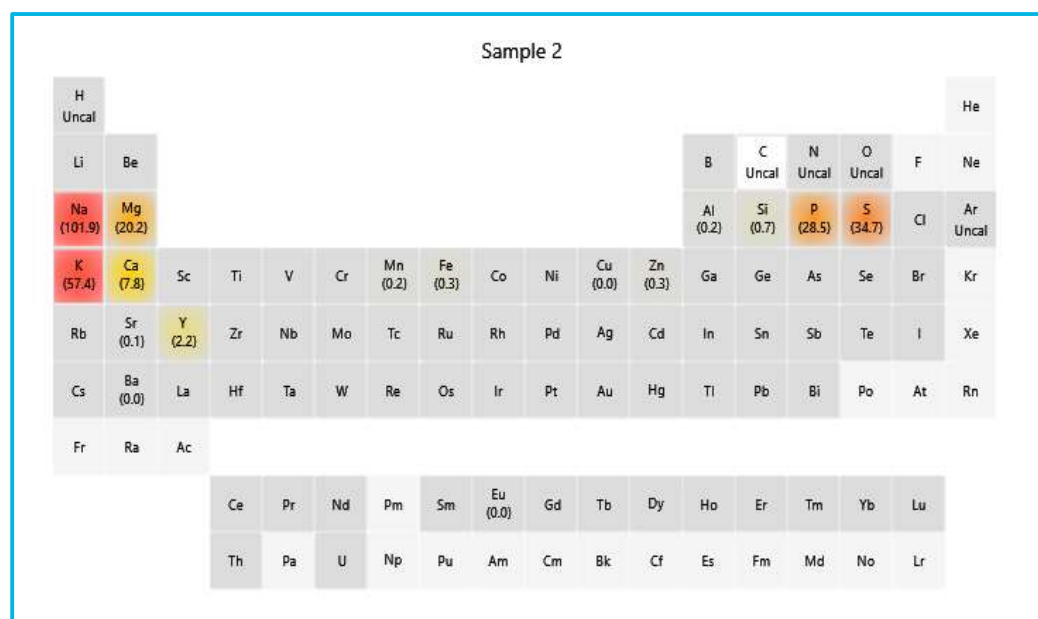 Sample 2
H He
Uncal
Li Be B C N O F Ne
Uncal Uncal Uncal
Na Mg Al Si P S Cl Ar
(101.9) (20.2) (0.2) (0.7) (28.5) (34.7) Uncal
K Ca Sc Ti V Cr Mn Fe Co Ni Cu Zn Ga Ge As Se Br Kr
(57.4) (7.8) (0.2) (0.3) (0.0) (0.3)
Rb Sr Y Zr Nb Mo Tc Ru Rh Pd Ag Cd In Sn Sb Te I Xe
(0.1) (2.2)
Cs Ba La Hf Ta W Re Os Ir Pt Au Hg Tl Pb Bi Po At Rn
(0.0)
Fr Ra Ac
Ce Pr Nd Pm Sm Eu Gd Tb Dy Ho Er Tm Yb Lu
(0.0)
Th Pa U Np Pu Am Cm Bk Cf Es Fm Md No Lr